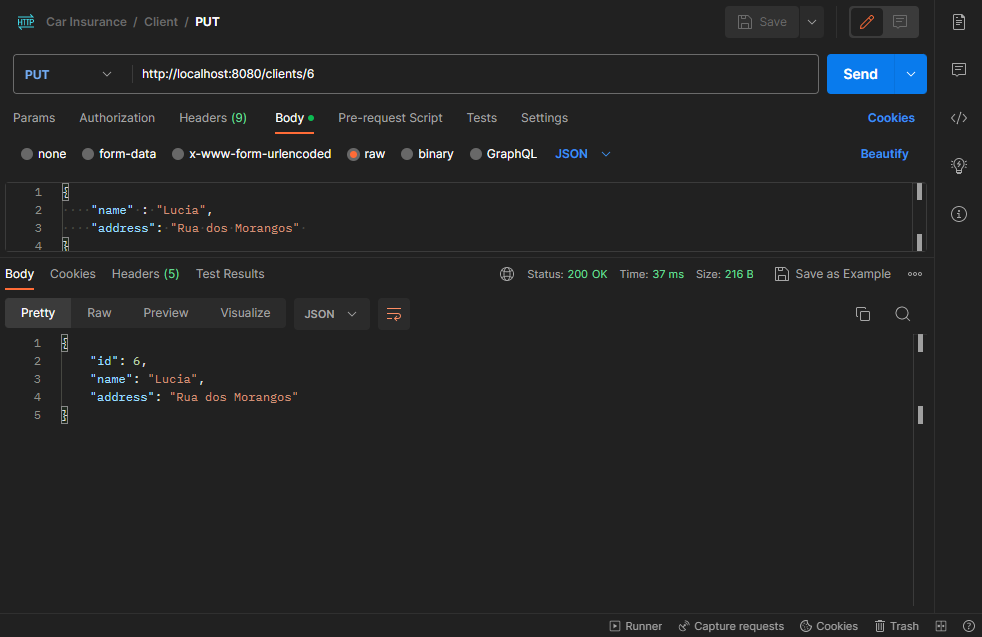 HTTP Car Insurance / Client / PUT Save
PUT http://localhost:8080/clients/6 Send
Params Authorization Headers (9) Body Pre-request Script Tests Settings Cookies
none form-data x-www-form-urlencoded raw binary GraphQL JSON Beautify
1 {
2 "name" : "Lucia",
3 "address": "Rua dos Morangos"
4 }
Body Cookies Headers (5) Test Results Status: 200 OK Time: 37 ms Size: 216 B Save as Example
Pretty Raw Preview Visualize JSON
1 {
2 "id": 6,
3 "name": "Lucia",
4 "address": "Rua dos Morangos"
5 }
Runner Capture requests Cookies Trash